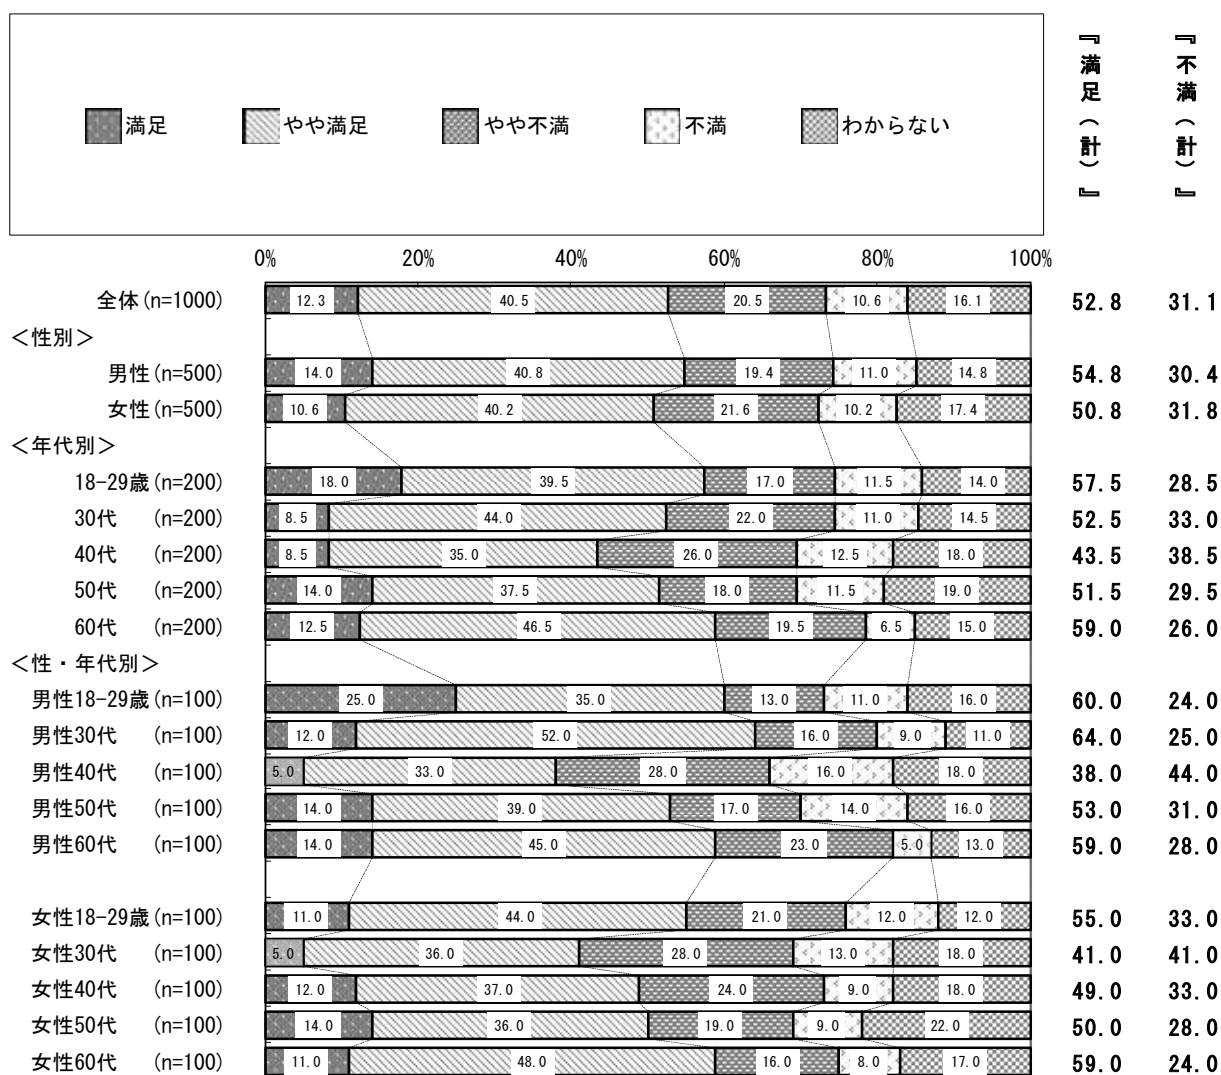 満足 やや満足 やや不満 不満 わからない 『満足（計）』 『不満（計）』
0% 20% 40% 60% 80% 100%
全体(n=1000) 12.3 40.5 20.5 10.6 16.1 52.8 31.1
＜性別＞
男性(n=500) 14.0 40.8 19.4 11.0 14.8 54.8 30.4
女性(n=500) 10.6 40.2 21.6 10.2 17.4 50.8 31.8
＜年代別＞
18-29歳(n=200) 18.0 39.5 17.0 11.5 14.0 57.5 28.5
30代 (n=200) 8.5 44.0 22.0 11.0 14.5 52.5 33.0
40代 (n=200) 8.5 35.0 26.0 12.5 18.0 43.5 38.5
50代 (n=200) 14.0 37.5 18.0 11.5 19.0 51.5 29.5
60代 (n=200) 12.5 46.5 19.5 6.5 15.0 59.0 26.0
＜性・年代別＞
男性18-29歳(n=100) 25.0 35.0 13.0 11.0 16.0 60.0 24.0
男性30代 (n=100) 12.0 52.0 16.0 9.0 11.0 64.0 25.0
男性40代 (n=100) 5.0 33.0 28.0 16.0 18.0 38.0 44.0
男性50代 (n=100) 14.0 39.0 17.0 14.0 16.0 53.0 31.0
男性60代 (n=100) 14.0 45.0 23.0 5.0 13.0 59.0 28.0
女性18-29歳(n=100) 11.0 44.0 21.0 12.0 12.0 55.0 33.0
女性30代 (n=100) 5.0 36.0 28.0 13.0 18.0 41.0 41.0
女性40代 (n=100) 12.0 37.0 24.0 9.0 18.0 49.0 33.0
女性50代 (n=100) 14.0 36.0 19.0 9.0 22.0 50.0 28.0
女性60代 (n=100) 11.0 48.0 16.0 8.0 17.0 59.0 24.0